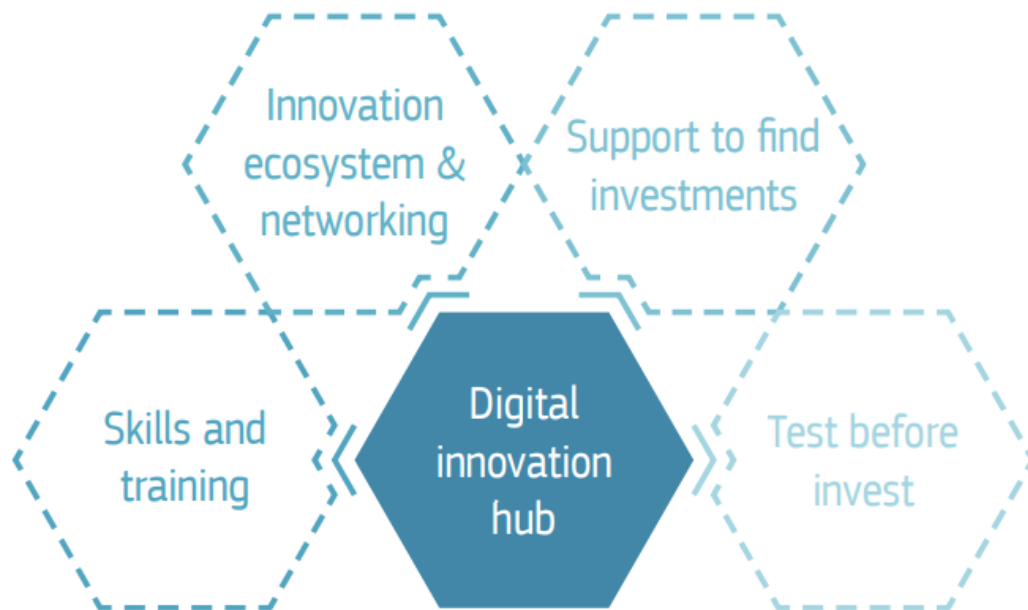 Innovation
ecosystem &
networking
Support to find
investments
Skills and
training
Digital
innovation
hub
Test before
invest